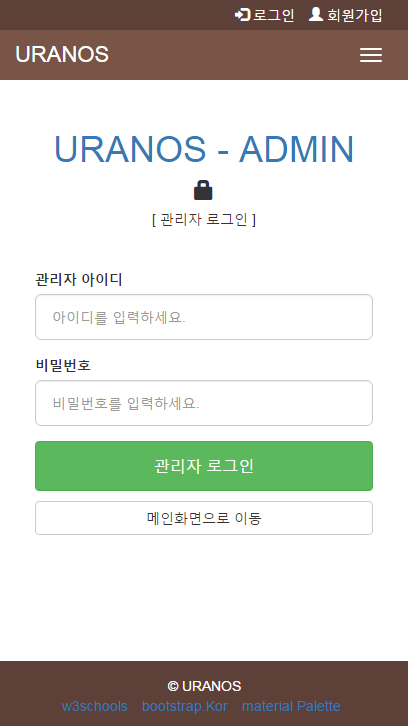 로그인 회원가입
URANOS
URANOS - ADMIN
[ 관리자 로그인 ]
관리자 아이디
아이디를 입력하세요.
비밀번호
비밀번호를 입력하세요.
관리자 로그인
메인화면으로 이동
© URANOS
w3schools bootstrap.Kor material Palette